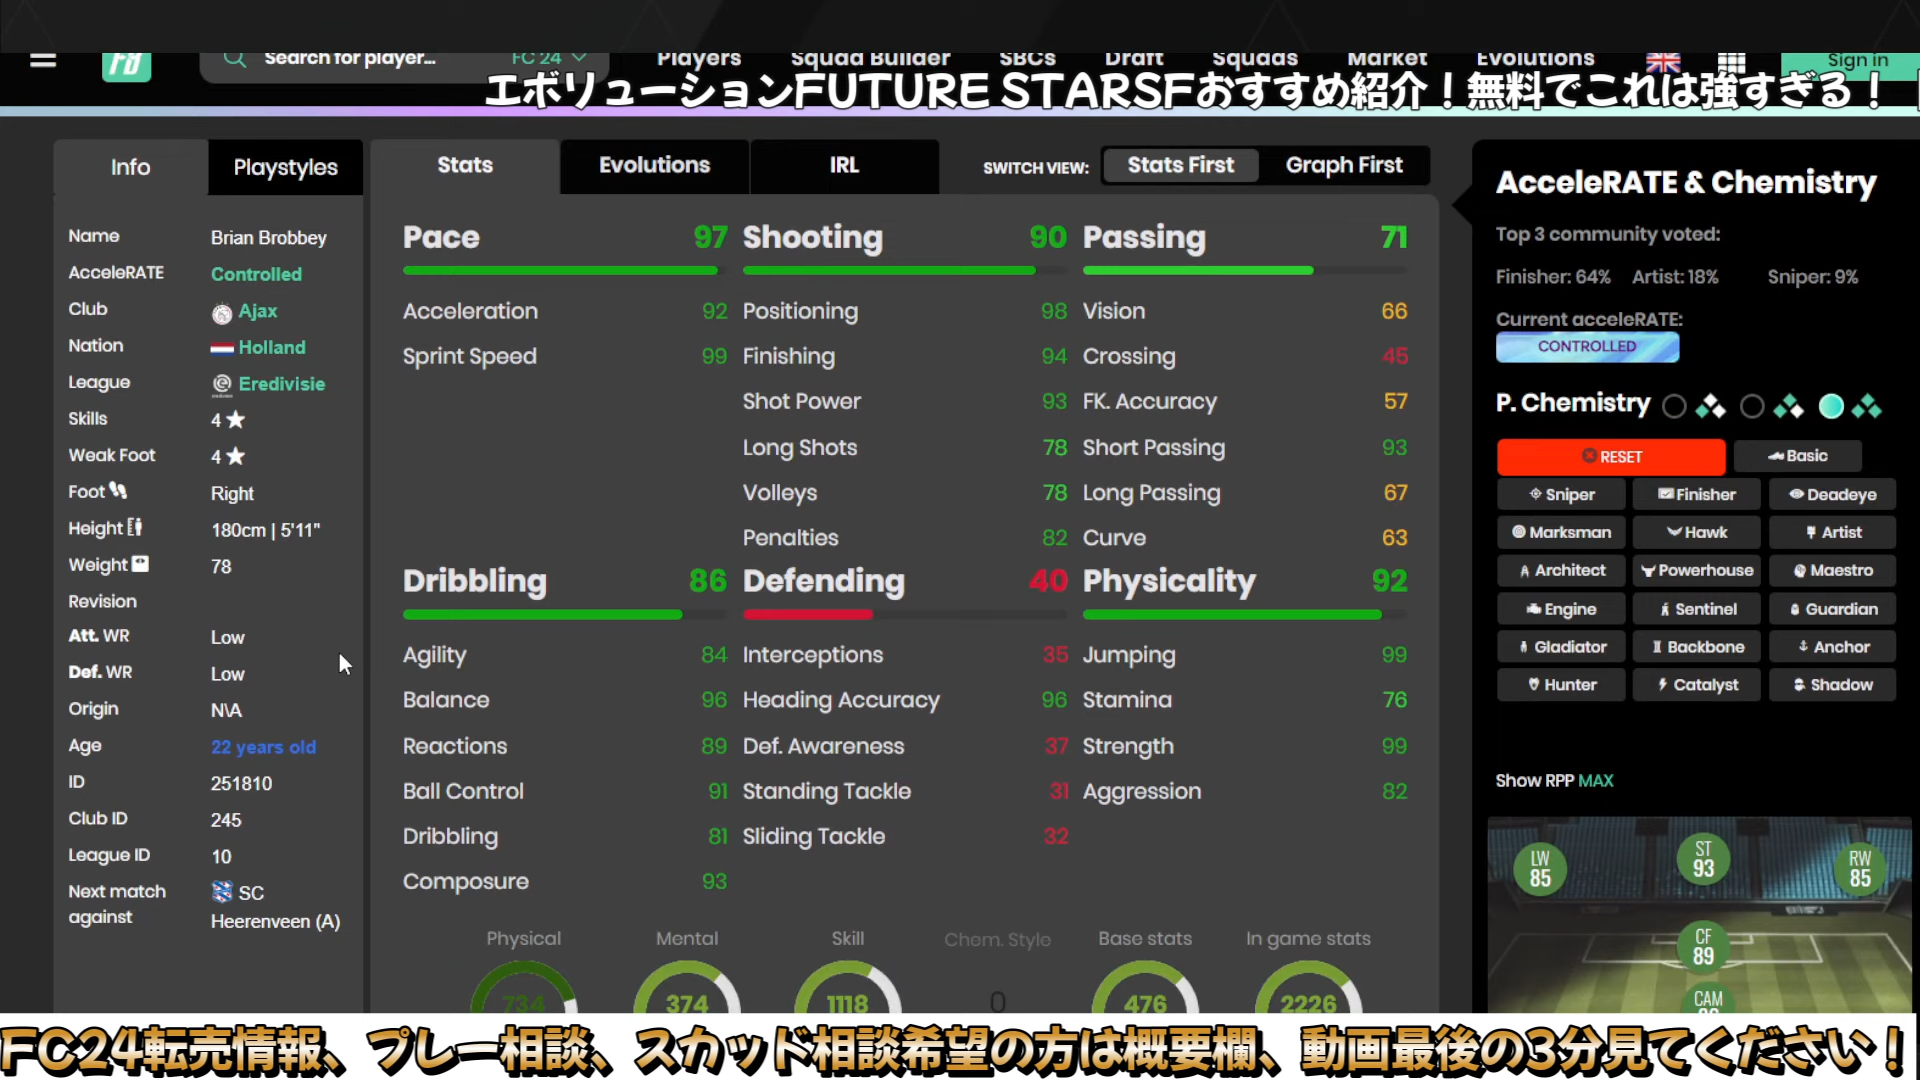 Search for player...
FC 24
Players
Squad Builder
SBCs
Draft
Squads
Market
Evolutions
Sign in
エボリューションFUTURE STARSFおすすめ紹介！無料でこれは強すぎる！
Info
Playstyles
Stats
Evolutions
IRL
SWITCH VIEW:
Stats First
Graph First
Name Brian Brobbey
AcceleRATE Controlled
Club Ajax
Nation Holland
League Eredivisie
Skills 4
Weak Foot 4
Foot Right
Height 180cm | 5'11"
Weight 78
Revision
Att. WR Low
Def. WR Low
Origin N\A
Age 22 years old
ID 251810
Club ID 245
League ID 10
Next match against SC Heerenveen (A)
Pace 97
Acceleration 92
Sprint Speed 99
Shooting 90
Positioning 98
Finishing 94
Shot Power 93
Long Shots 78
Volleys 78
Penalties 82
Passing 71
Vision 66
Crossing 45
FK. Accuracy 57
Short Passing 93
Long Passing 67
Curve 63
Dribbling 86
Agility 84
Balance 96
Reactions 89
Ball Control 91
Dribbling 81
Composure 93
Defending 40
Interceptions 35
Heading Accuracy 96
Def. Awareness 37
Standing Tackle 31
Sliding Tackle 32
Physicality 92
Jumping 99
Stamina 76
Strength 99
Aggression 82
Physical 734
Mental 374
Skill 1118
Chem. Style 0
Base stats 476
In game stats 2226
AcceleRATE & Chemistry
Top 3 community voted:
Finisher: 64% Artist: 18% Sniper: 9%
Current acceleRATE:
CONTROLLED
P. Chemistry
RESET Basic
Sniper Finisher Deadeye
Marksman Hawk Artist
Architect Powerhouse Maestro
Engine Sentinel Guardian
Gladiator Backbone Anchor
Hunter Catalyst Shadow
Show RPP MAX
LW 85
ST 93
RW 85
CF 89
CAM
FC24転売情報、プレー相談、スカッド相談希望の方は概要欄、動画最後の3分見てください！